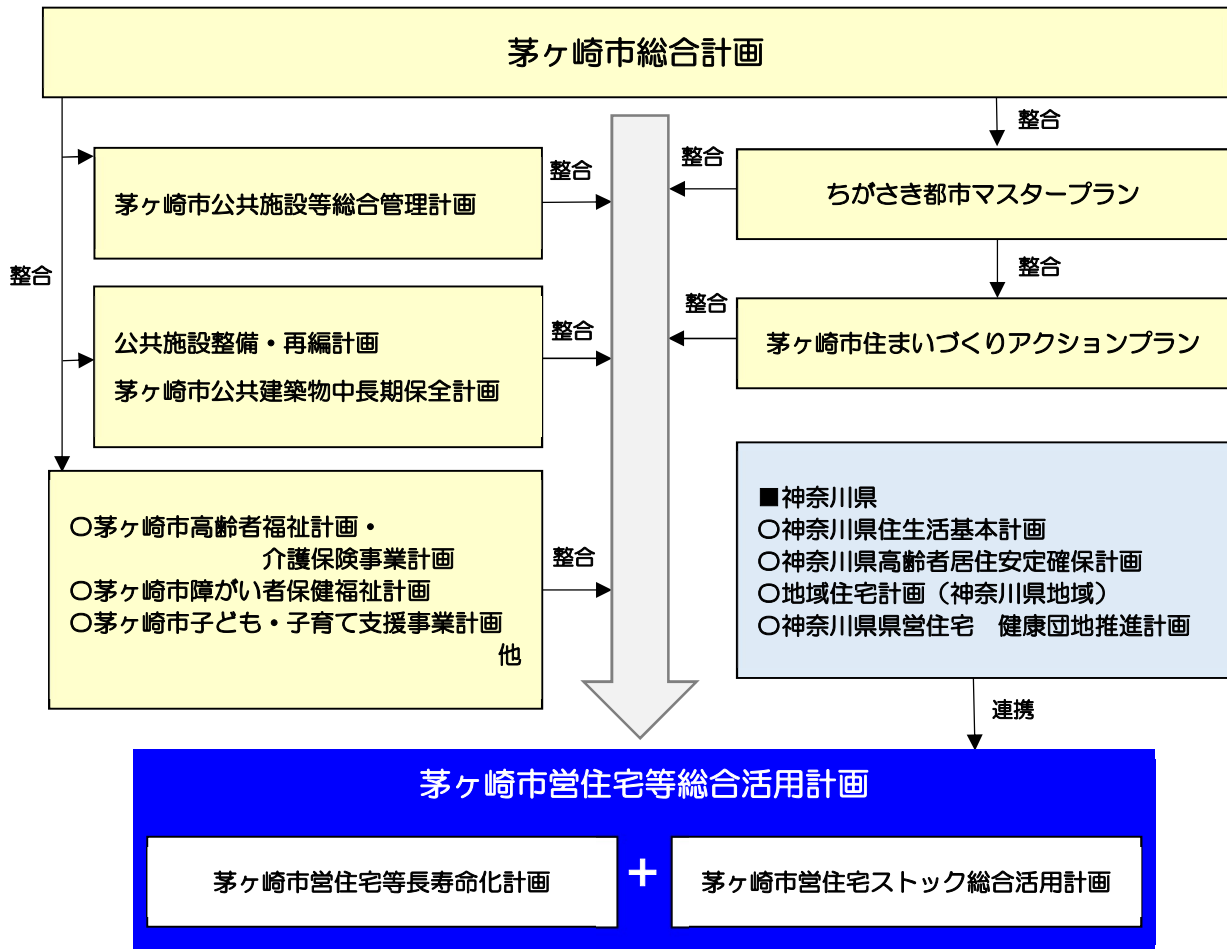 茅ヶ崎市総合計画
整合
整合
茅ヶ崎市公共施設等総合管理計画
整合
整合
ちがさき都市マスタープラン
整合
公共施設整備・再編計画
茅ヶ崎市公共建築物中長期保全計画
整合
整合
茅ヶ崎市住まいづくりアクションプラン
〇茅ヶ崎市高齢者福祉計画・
介護保険事業計画
〇茅ヶ崎市障がい者保健福祉計画
〇茅ヶ崎市子ども・子育て支援事業計画
他
整合
■神奈川県
〇神奈川県住生活基本計画
〇神奈川県高齢者居住安定確保計画
〇地域住宅計画（神奈川県地域）
〇神奈川県県営住宅　健康団地推進計画
連携
茅ヶ崎市営住宅等総合活用計画
茅ヶ崎市営住宅等長寿命化計画
+
茅ヶ崎市営住宅ストック総合活用計画